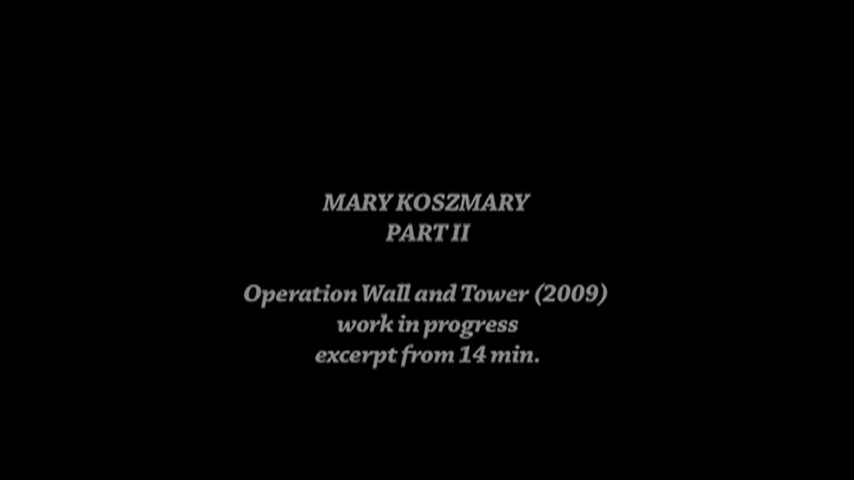 MARY KOSZMARY
PART II
Operation Wall and Tower (2009)
work in progress
excerpt from 14 min.